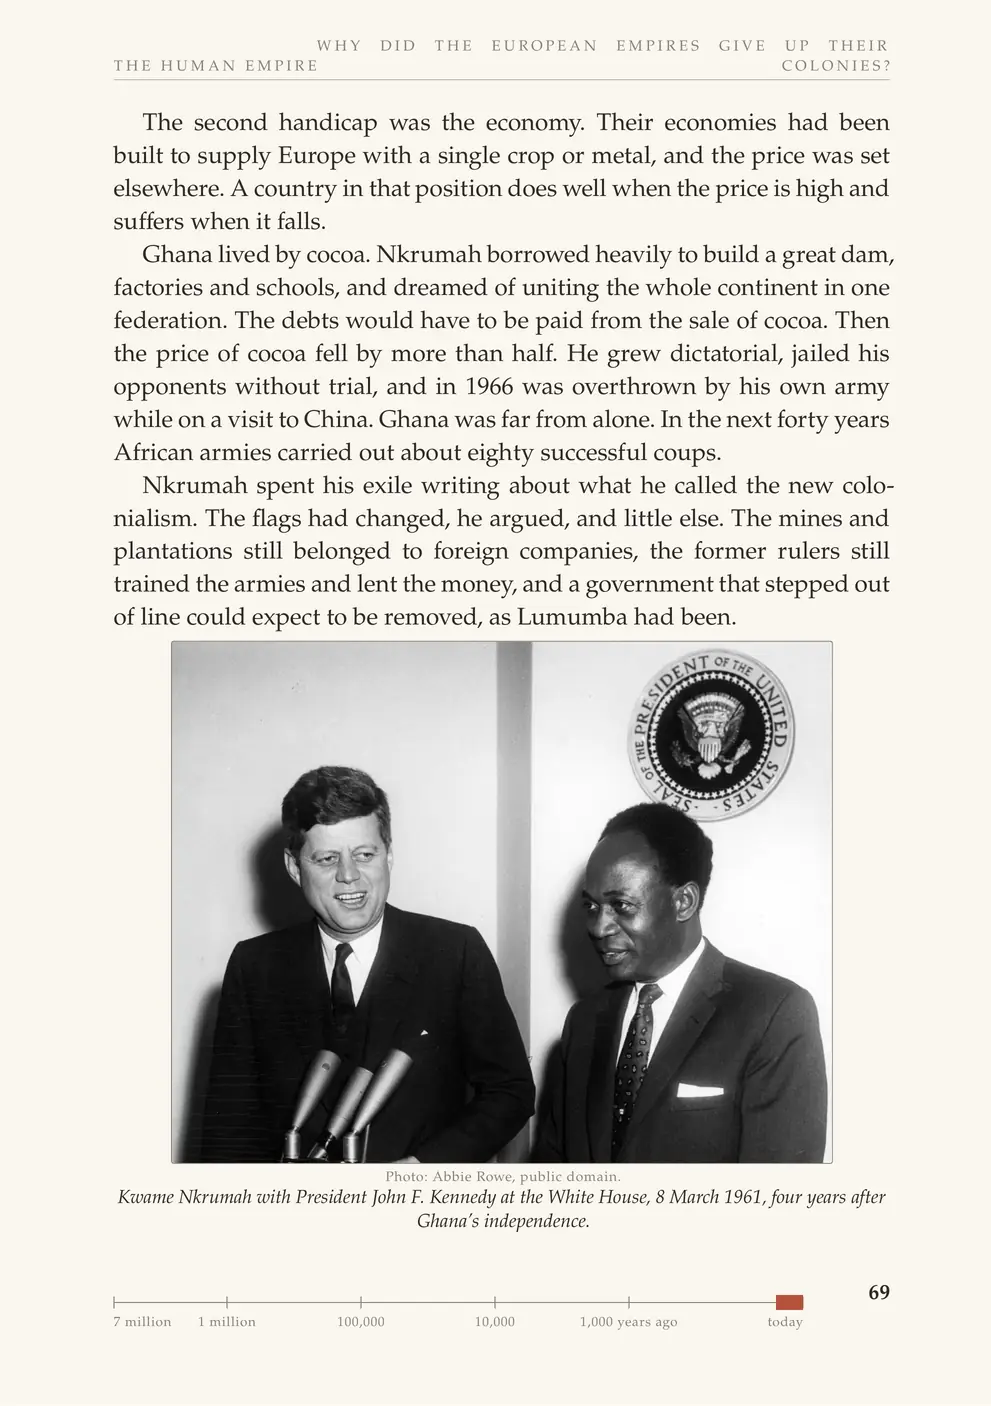 WHY DID THE EUROPEAN EMPIRES GIVE UP THEIR
THE HUMAN EMPIRE COLONIES?
The second handicap was the economy. Their economies had been
built to supply Europe with a single crop or metal, and the price was set
elsewhere. A country in that position does well when the price is high and
suffers when it falls.
Ghana lived by cocoa. Nkrumah borrowed heavily to build a great dam,
factories and schools, and dreamed of uniting the whole continent in one
federation. The debts would have to be paid from the sale of cocoa. Then
the price of cocoa fell by more than half. He grew dictatorial, jailed his
opponents without trial, and in 1966 was overthrown by his own army
while on a visit to China. Ghana was far from alone. In the next forty years
African armies carried out about eighty successful coups.
Nkrumah spent his exile writing about what he called the new colo-
nialism. The flags had changed, he argued, and little else. The mines and
plantations still belonged to foreign companies, the former rulers still
trained the armies and lent the money, and a government that stepped out
of line could expect to be removed, as Lumumba had been.
SEAL OF THE PRESIDENT OF THE UNITED STATES
Photo: Abbie Rowe, public domain.
Kwame Nkrumah with President John F. Kennedy at the White House, 8 March 1961, four years after
Ghana's independence.
69
7 million 1 million 100,000 10,000 1,000 years ago today